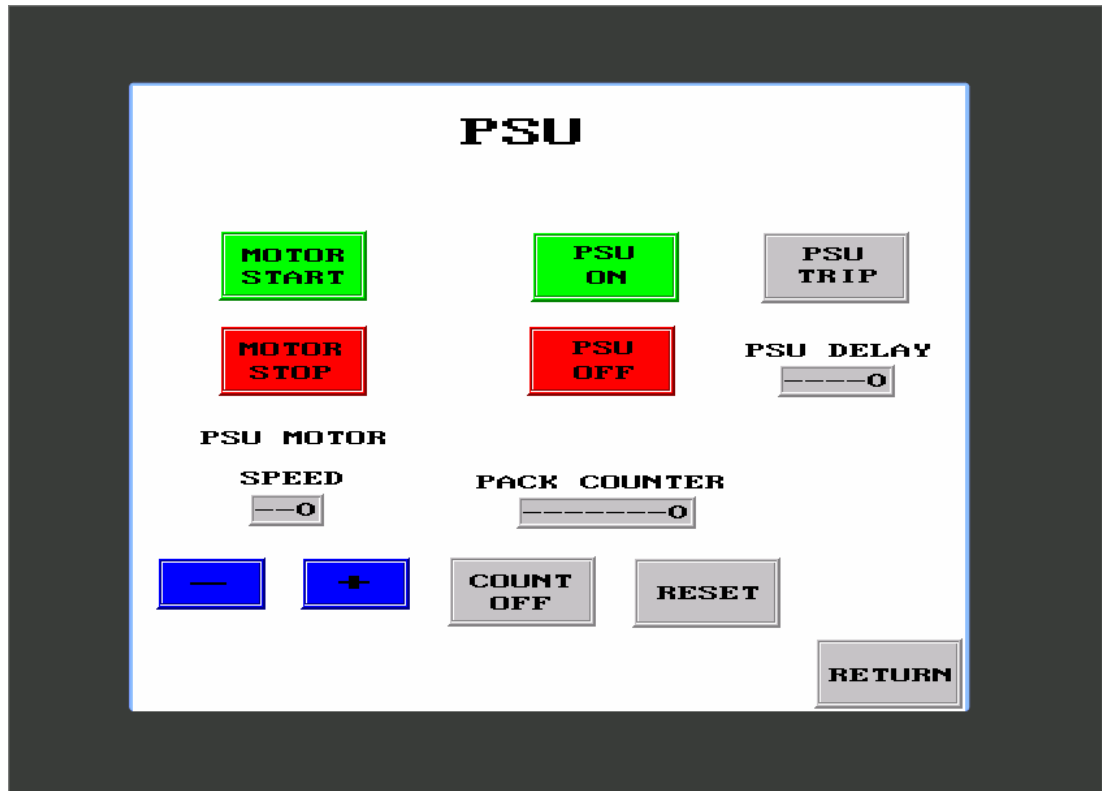 PSU
MOTOR
START
PSU
ON
PSU
TRIP
MOTOR
STOP
PSU
OFF
PSU DELAY
----0
PSU MOTOR
SPEED
--0
PACK COUNTER
-------0
-
+
COUNT
OFF
RESET
RETURN